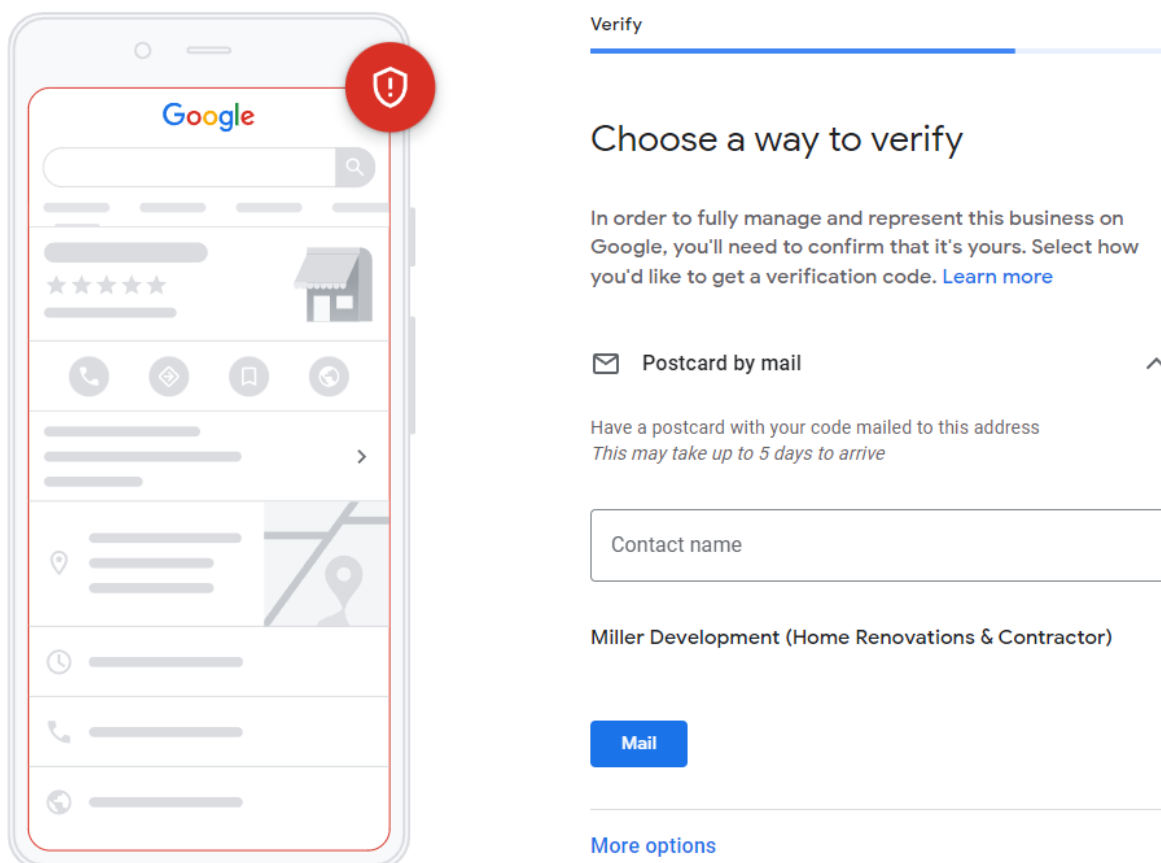 Google
Verify
Choose a way to verify
In order to fully manage and represent this business on
Google, you'll need to confirm that it's yours. Select how
you'd like to get a verification code. Learn more
Postcard by mail
Have a postcard with your code mailed to this address
This may take up to 5 days to arrive
Contact name
Miller Development (Home Renovations & Contractor)
Mail
More options